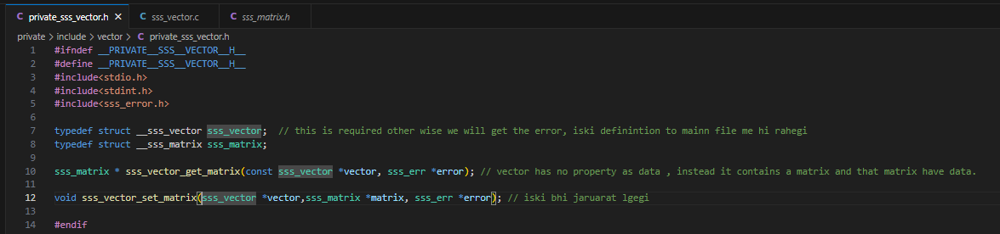 private_sss_vector.h
sss_vector.c
sss_matrix.h
private > include > vector > private_sss_vector.h
1 #ifndef __PRIVATE__SSS__VECTOR__H__
2 #define __PRIVATE__SSS__VECTOR__H__
3 #include<stdio.h>
4 #include<stdint.h>
5 #include<sss_error.h>
6
7 typedef struct __sss_vector sss_vector;  // this is required other wise we will get the error, iski definintion to mainn file me hi rahegi
8 typedef struct __sss_matrix sss_matrix;
9
10 sss_matrix * sss_vector_get_matrix(const sss_vector *vector, sss_err *error); // vector has no property as data , instead it contains a matrix and that matrix have data.
11
12 void sss_vector_set_matrix(sss_vector *vector,sss_matrix *matrix, sss_err *error); // iski bhi jaruarat lgegi
13
14 #endif